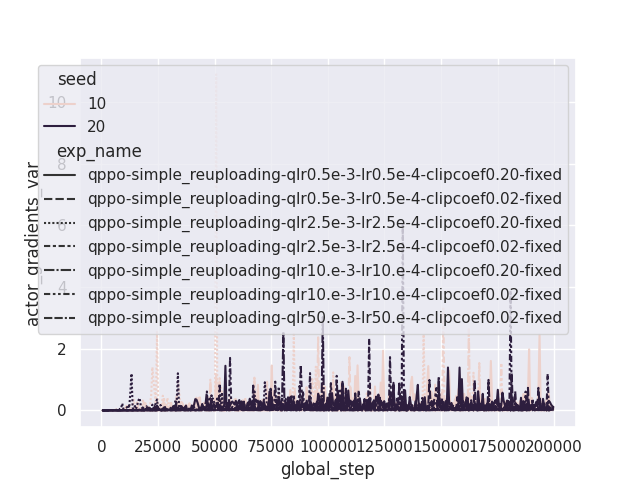 seed
10
20
exp_name
qppo-simple_reuploading-qlr0.5e-3-lr0.5e-4-clipcoef0.20-fixed
qppo-simple_reuploading-qlr0.5e-3-lr0.5e-4-clipcoef0.02-fixed
qppo-simple_reuploading-qlr2.5e-3-lr2.5e-4-clipcoef0.20-fixed
qppo-simple_reuploading-qlr2.5e-3-lr2.5e-4-clipcoef0.02-fixed
qppo-simple_reuploading-qlr10.e-3-lr10.e-4-clipcoef0.20-fixed
qppo-simple_reuploading-qlr10.e-3-lr10.e-4-clipcoef0.02-fixed
qppo-simple_reuploading-qlr50.e-3-lr50.e-4-clipcoef0.02-fixed
actor_gradients_var
10
8
6
4
2
0
0 25000 50000 75000 100000 125000 150000 175000 200000
global_step